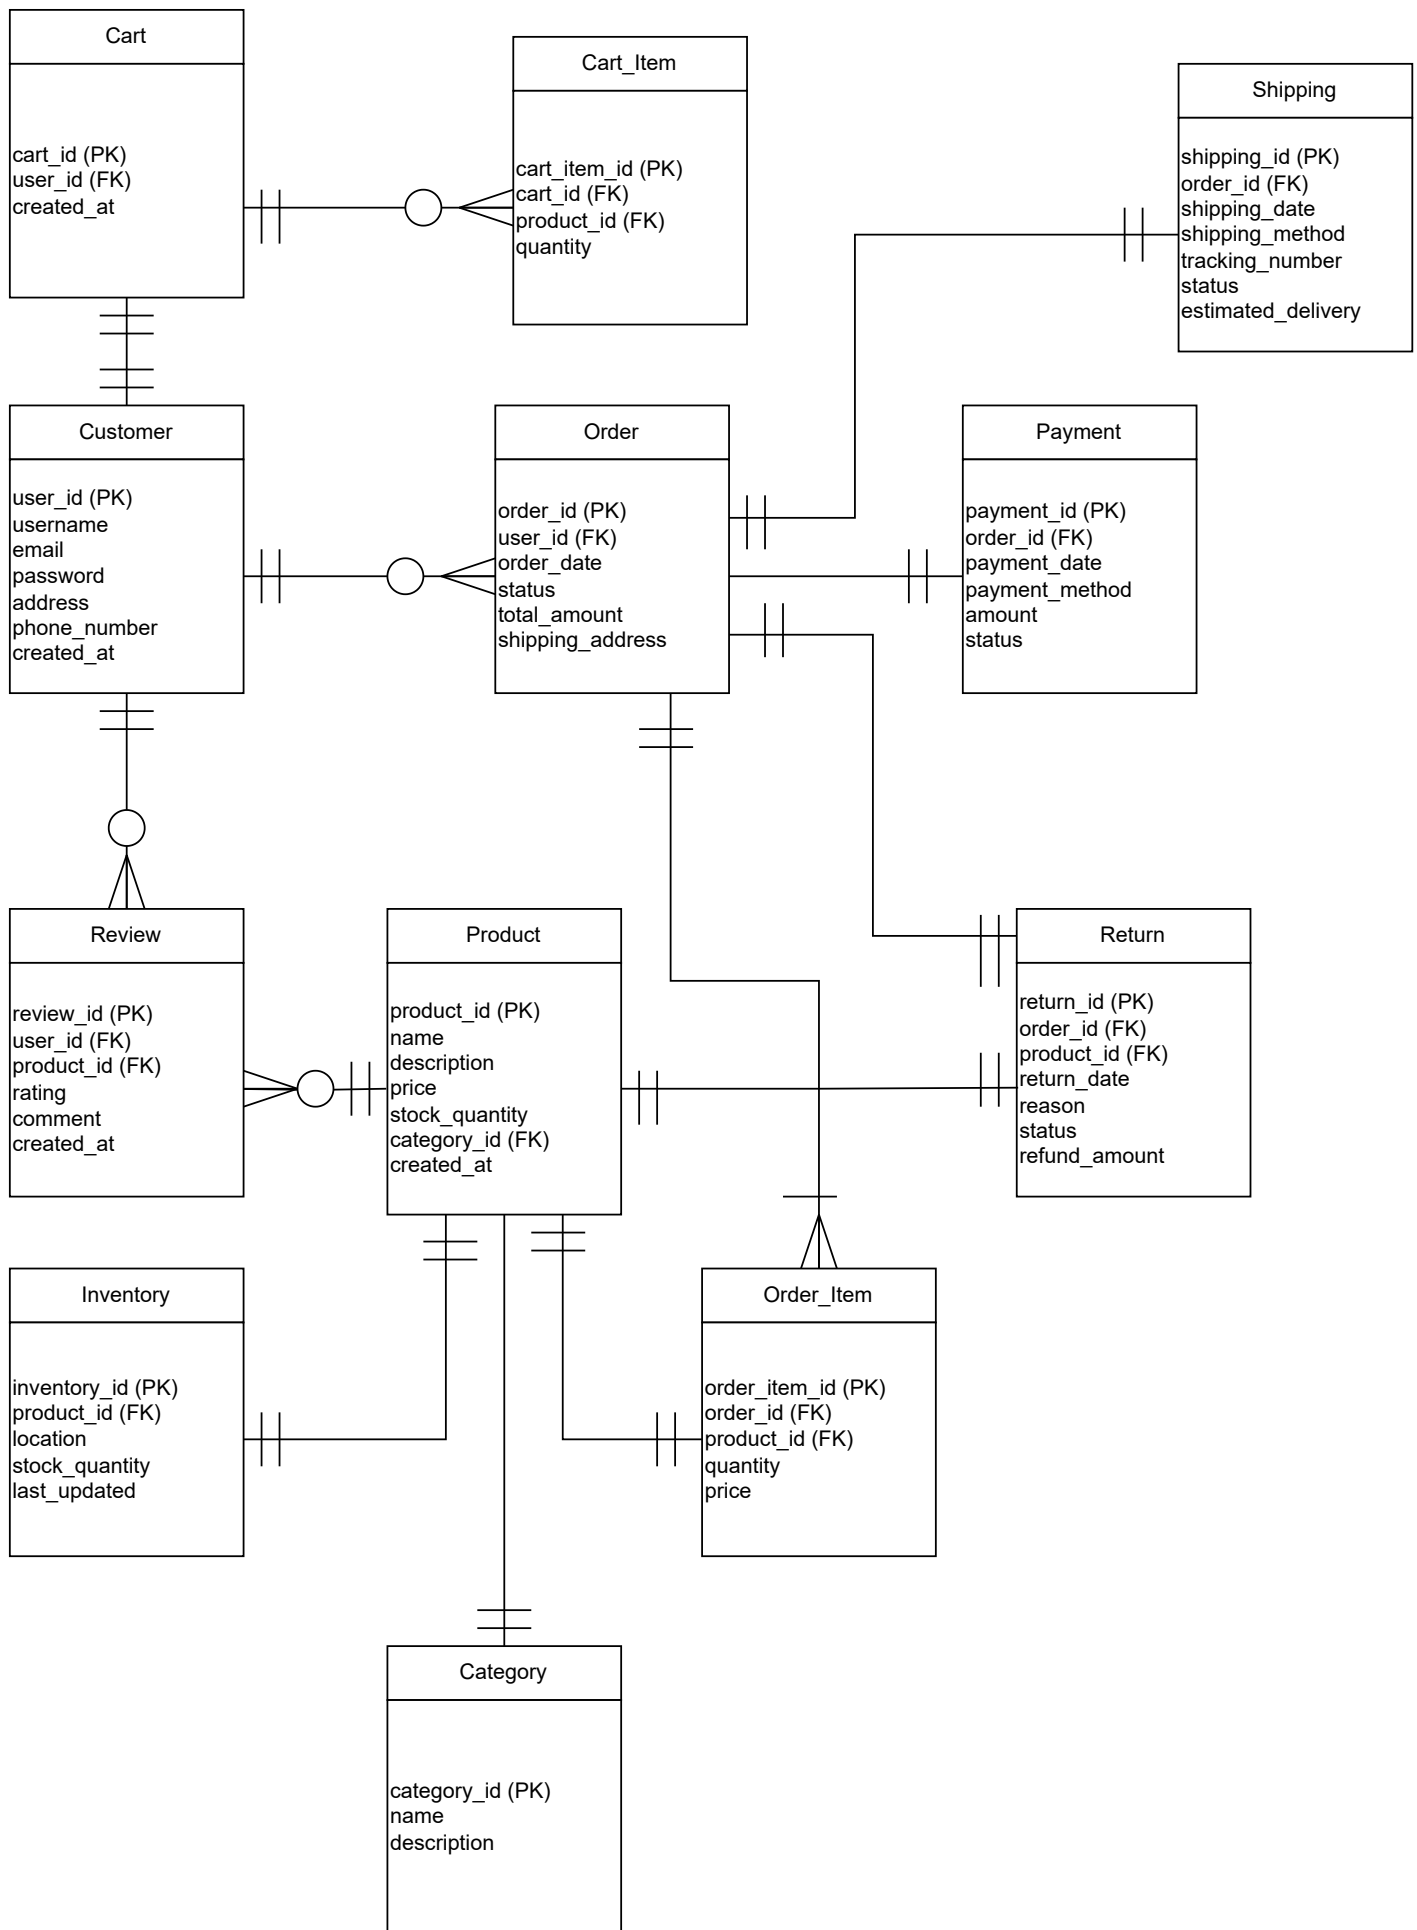 Cart
cart_id (PK)
user_id (FK)
created_at
Cart_Item
cart_item_id (PK)
cart_id (FK)
product_id (FK)
quantity
Shipping
shipping_id (PK)
order_id (FK)
shipping_date
shipping_method
tracking_number
status
estimated_delivery
Customer
user_id (PK)
username
email
password
address
phone_number
created_at
Order
order_id (PK)
user_id (FK)
order_date
status
total_amount
shipping_address
Payment
payment_id (PK)
order_id (FK)
payment_date
payment_method
amount
status
Review
review_id (PK)
user_id (FK)
product_id (FK)
rating
comment
created_at
Product
product_id (PK)
name
description
price
stock_quantity
category_id (FK)
created_at
Return
return_id (PK)
order_id (FK)
product_id (FK)
return_date
reason
status
refund_amount
Inventory
inventory_id (PK)
product_id (FK)
location
stock_quantity
last_updated
Order_Item
order_item_id (PK)
order_id (FK)
product_id (FK)
quantity
price
Category
category_id (PK)
name
description